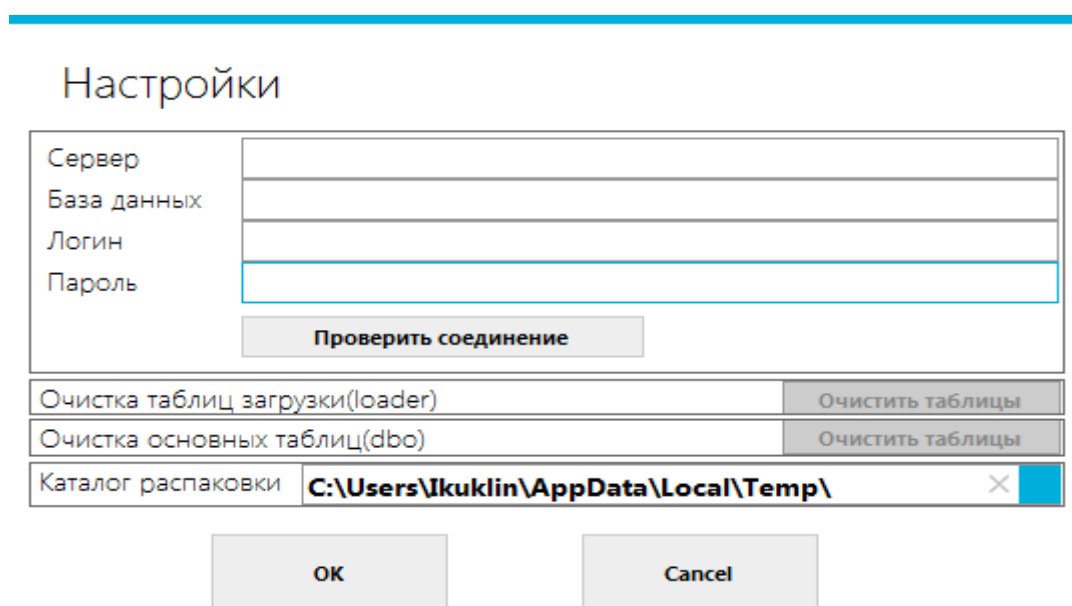 Настройки
Сервер
База данных
Логин
Пароль
Проверить соединение
Очистка таблиц загрузки(loader) Очистить таблицы
Очистка основных таблиц(dbo) Очистить таблицы
Каталог распаковки C:\Users\Ikuklin\AppData\Local\Temp\
OK Cancel